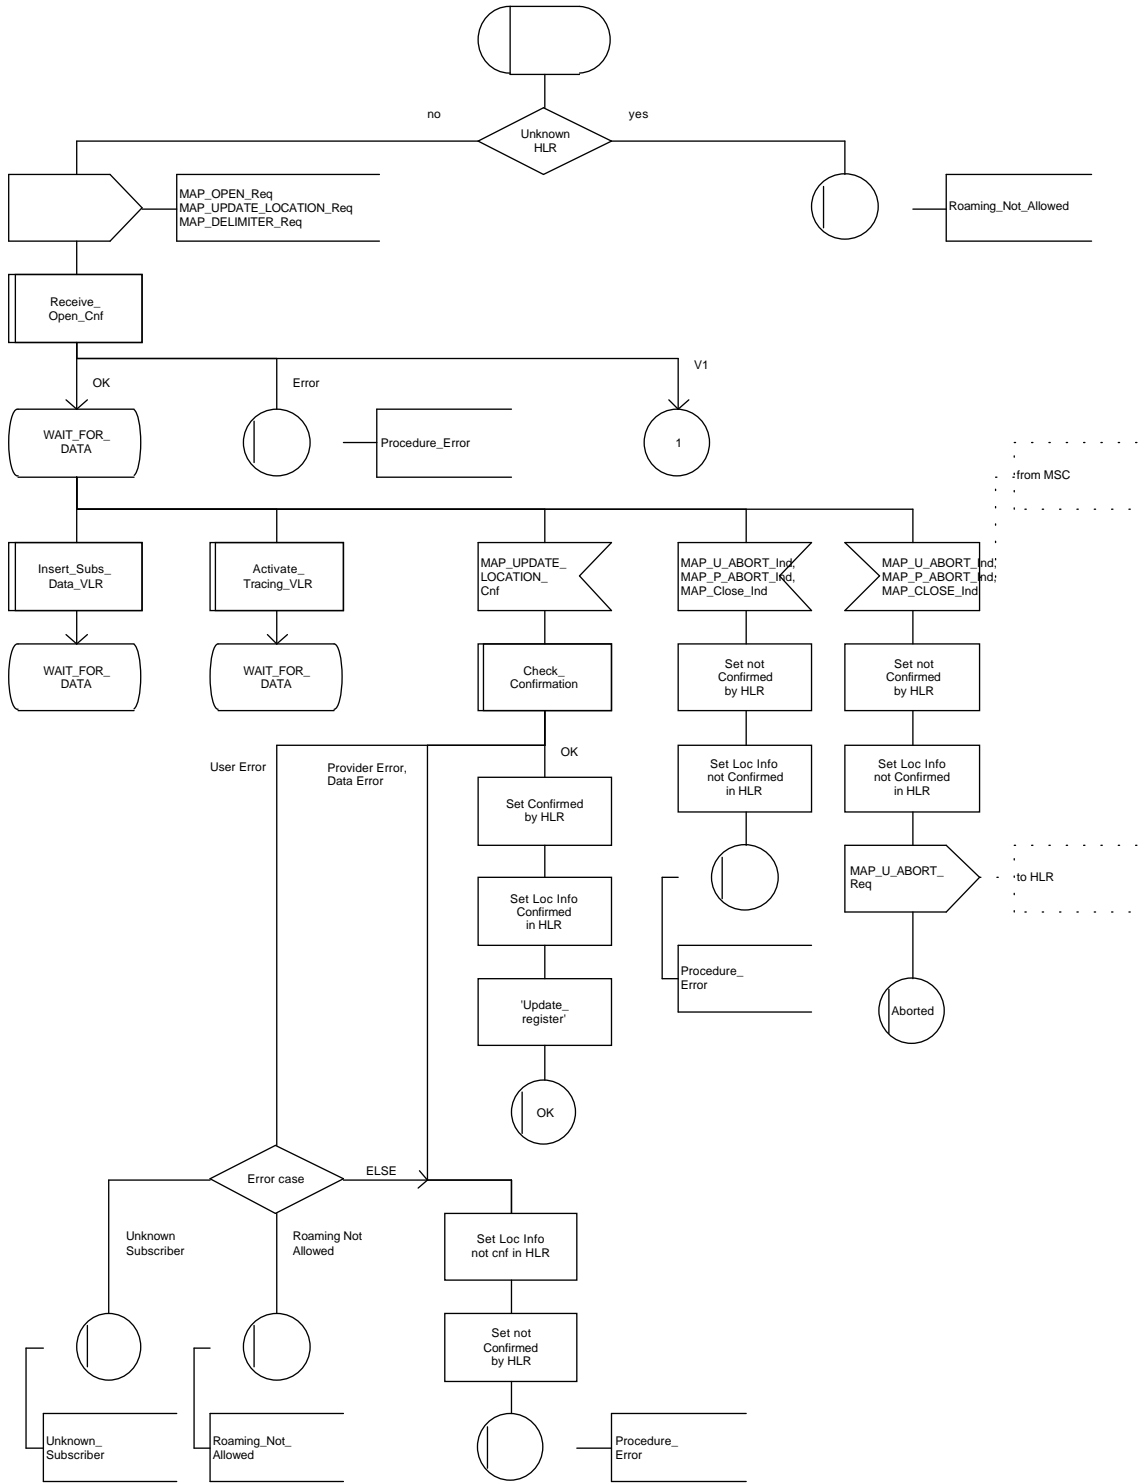 no
yes
Unknown
HLR
MAP_OPEN_Req
MAP_UPDATE_LOCATION_Req
MAP_DELIMITER_Req
Roaming_Not_Allowed
Receive_
Open_Cnf
OK
Error
V1
WAIT_FOR_
DATA
Procedure_Error
1
from MSC
Insert_Subs_
Data_VLR
Activate_
Tracing_VLR
MAP_UPDATE_
LOCATION_
Cnf
MAP_U_ABORT_Ind,
MAP_P_ABORT_Ind,
MAP_Close_Ind
MAP_U_ABORT_Ind,
MAP_P_ABORT_Ind,
MAP_CLOSE_Ind
WAIT_FOR_
DATA
WAIT_FOR_
DATA
Check_
Confirmation
Set not
Confirmed
by HLR
Set not
Confirmed
by HLR
User Error
Provider Error,
Data Error
OK
Set Confirmed
by HLR
Set Loc Info
not Confirmed
in HLR
Set Loc Info
not Confirmed
in HLR
MAP_U_ABORT_
Req
to HLR
Set Loc Info
Confirmed
in HLR
Procedure_
Error
'Update_
register'
Aborted
OK
Error case
ELSE
Unknown
Subscriber
Roaming Not
Allowed
Set Loc Info
not cnf in HLR
Set not
Confirmed
by HLR
Unknown_
Subscriber
Roaming_Not_
Allowed
Procedure_
Error